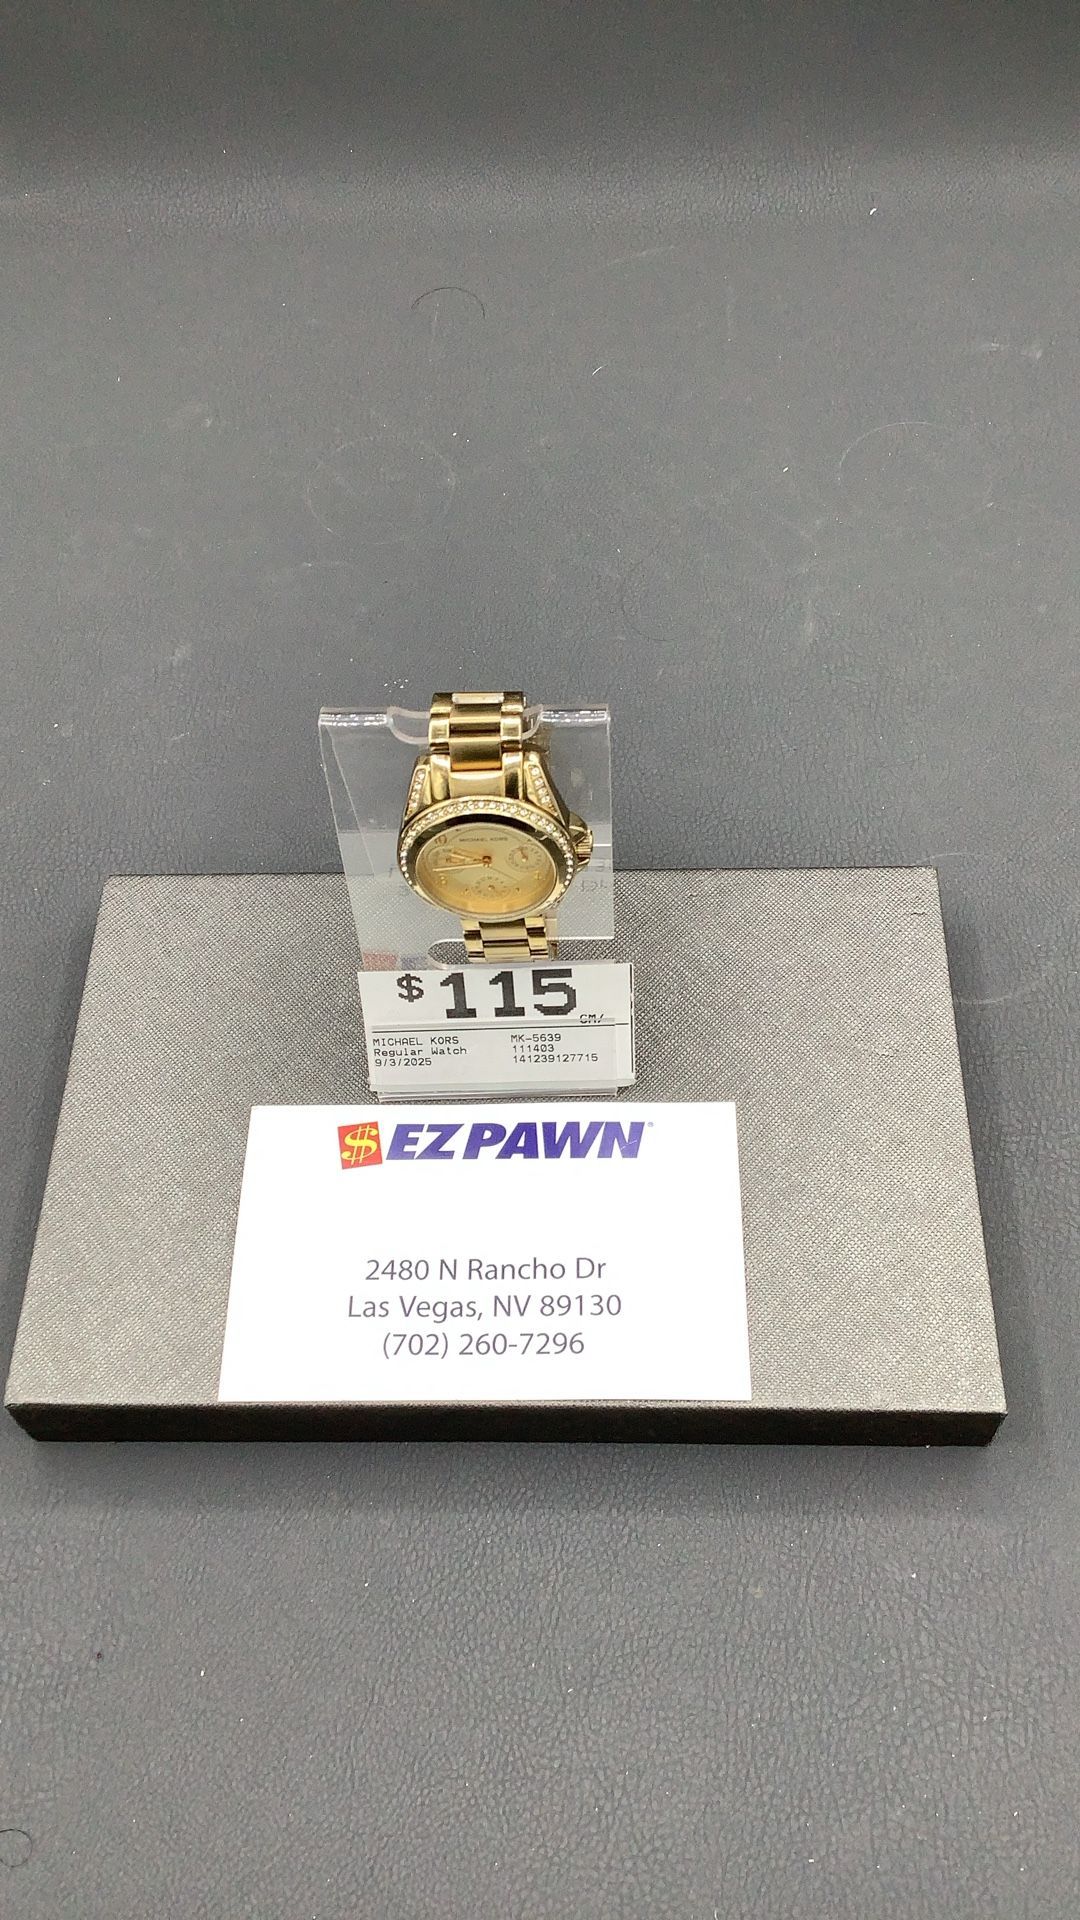 MICHAEL KORS
$115
CM/
MICHAEL KORS MK-5639
Regular Watch 111403
9/3/2025 141239127715
$EZPAWN®
2480 N Rancho Dr
Las Vegas, NV 89130
(702) 260-7296